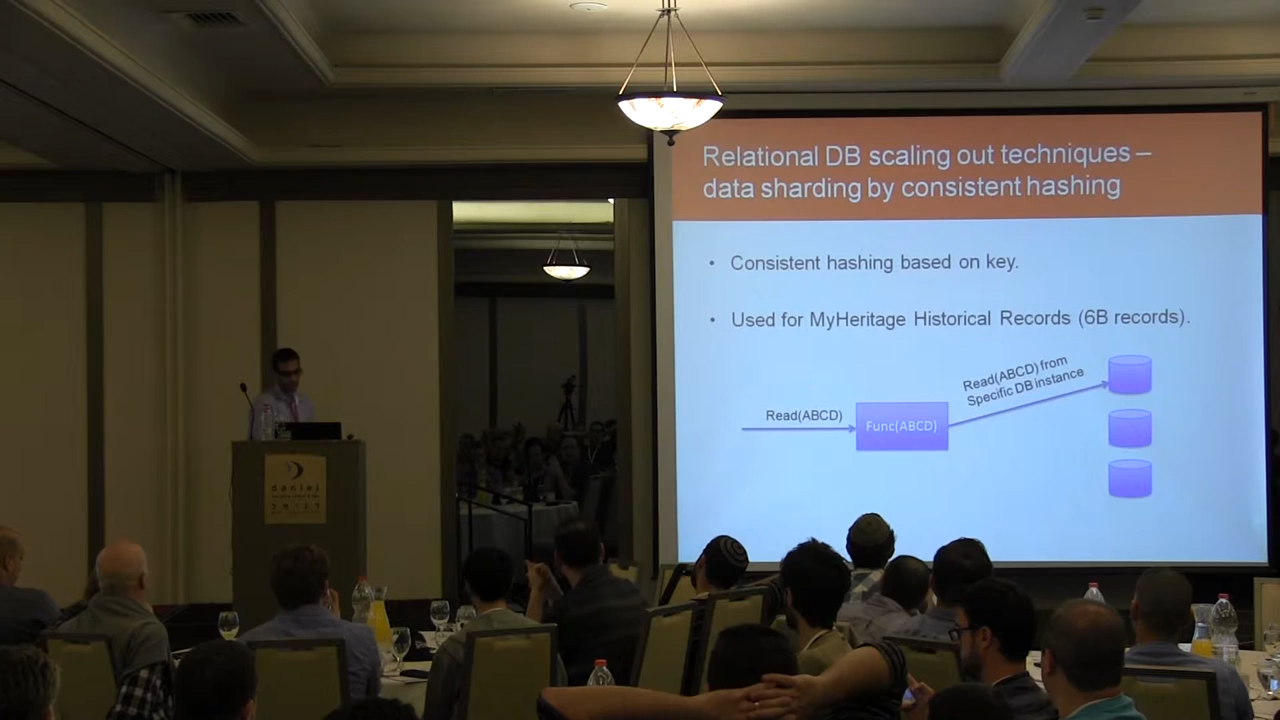 Relational DB scaling out techniques –
data sharding by consistent hashing
• Consistent hashing based on key.
• Used for MyHeritage Historical Records (6B records).
Read(ABCD)
Func(ABCD)
Read(ABCD) from
Specific DB instance
daniel